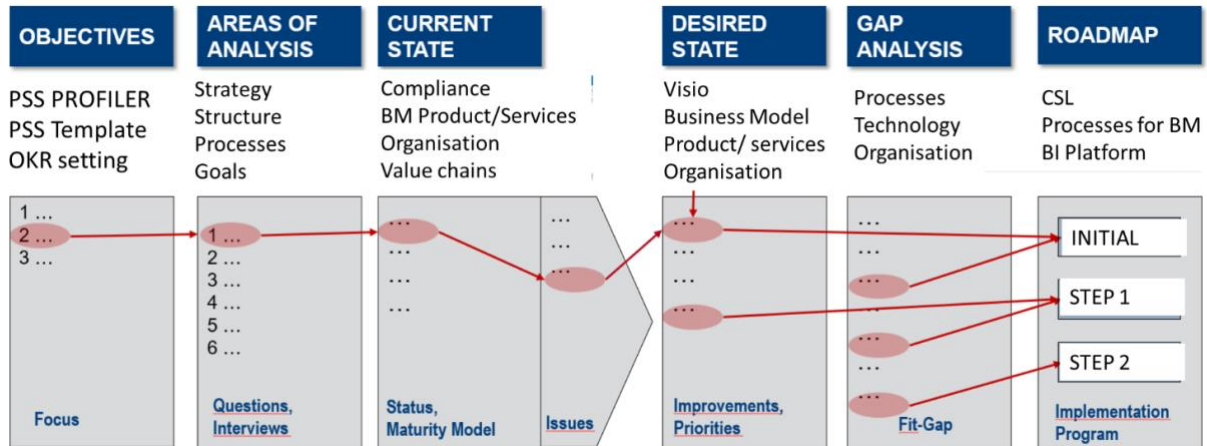 OBJECTIVES
PSS PROFILER
PSS Template
OKR setting
1 ...
2 ...
3 ...
Focus
AREAS OF
ANALYSIS
Strategy
Structure
Processes
Goals
1 ...
2 ...
3 ...
4 ...
5 ...
6 ...
Questions,
Interviews
CURRENT
STATE
Compliance
BM Product/Services
Organisation
Value chains
...
...
...
...
Status,
Maturity Model
...
...
...
Issues
DESIRED
STATE
Visio
Business Model
Product/ services
Organisation
...
...
...
...
Improvements,
Priorities
GAP
ANALYSIS
Processes
Technology
Organisation
...
...
...
...
...
...
...
Fit-Gap
ROADMAP
CSL
Processes for BM
BI Platform
INITIAL
STEP 1
STEP 2
Implementation
Program